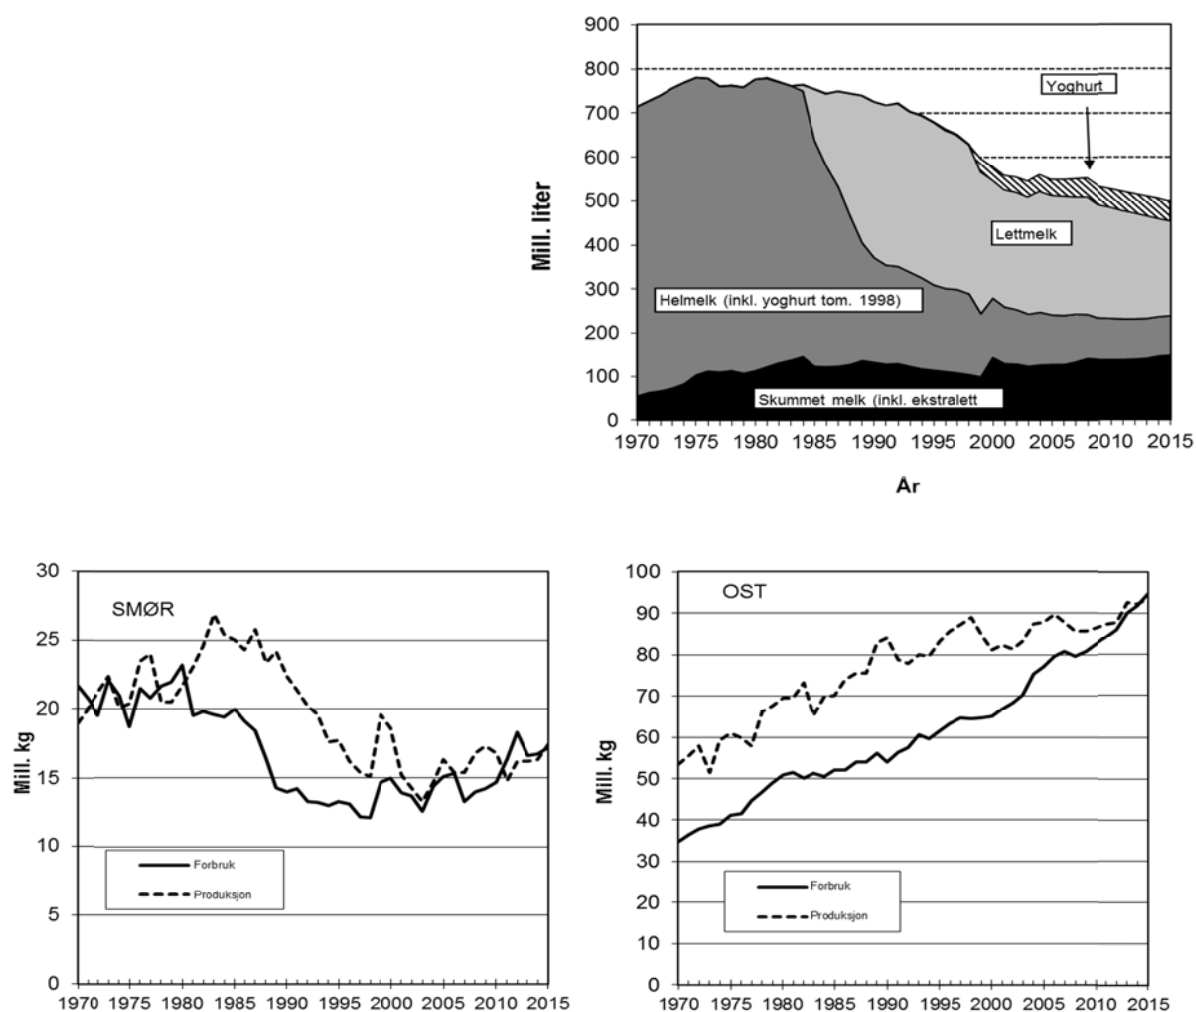 900
800
700
600
500
400
300
200
100
0
Mill. liter
Yoghurt
Lettmelk
Helmelk (inkl. yoghurt tom. 1998)
Skummet melk (inkl. ekstralett
1970 1975 1980 1985 1990 1995 2000 2005 2010 2015
År
30
25
20
15
10
5
0
Mill. kg
SMØR
Forbruk
Produksjon
1970 1975 1980 1985 1990 1995 2000 2005 2010 2015
100
90
80
70
60
50
40
30
20
10
0
Mill. kg
OST
Forbruk
Produksjon
1970 1975 1980 1985 1990 1995 2000 2005 2010 2015